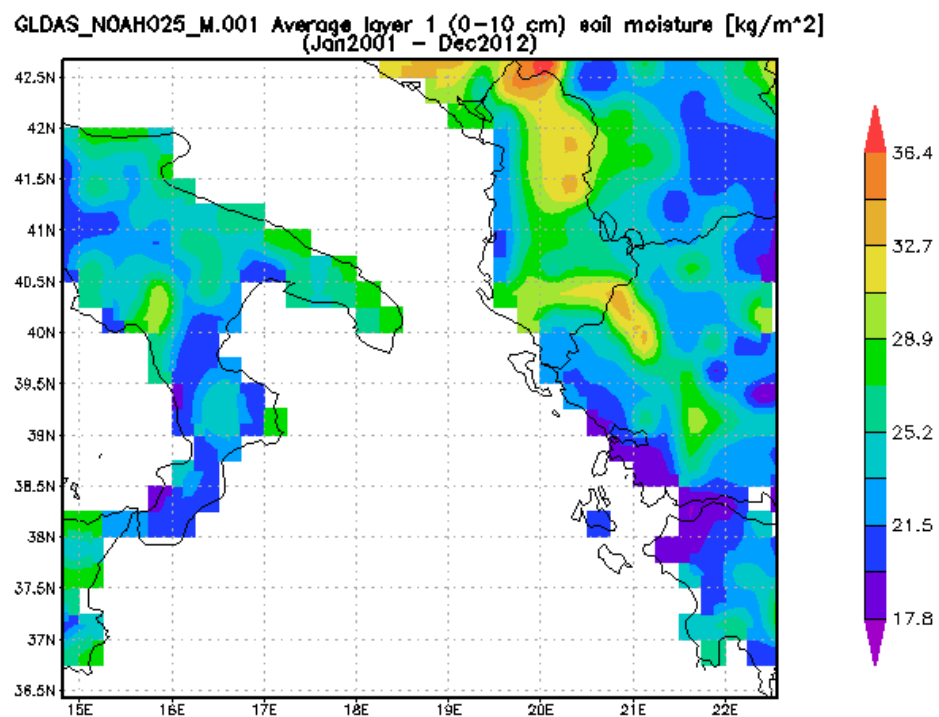 GLDAS_NOAH025_M.001 Average layer 1 (0-10 cm) soil moisture [kg/m^2]
(Jan2001 - Dec2012)
42.5N
42N
41.5N
41N
40.5N
40N
39.5N
39N
38.5N
38N
37.5N
37N
36.5N
15E 16E 17E 18E 19E 20E 21E 22E
36.4
32.7
28.9
25.2
21.5
17.8